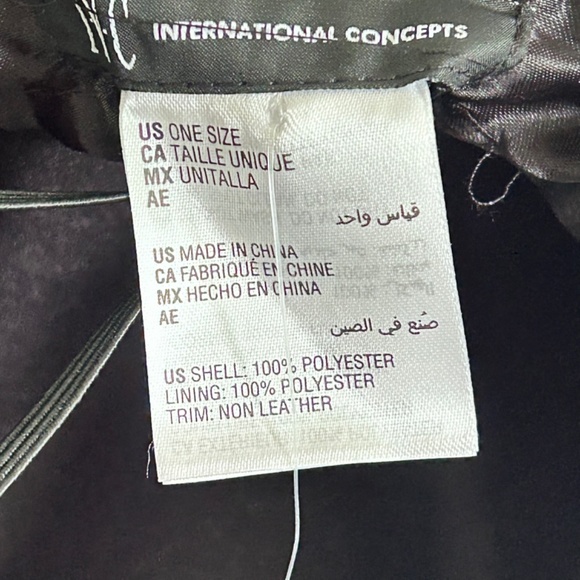 INTERNATIONAL CONCEPTS
US ONE SIZE
CA TAILLE UNIQUE
MX UNITALLA
AE
قياس واحد
US MADE IN CHINA
CA FABRIQUÉ EN CHINE
MX HECHO EN CHINA
AE
صُنع في الصين
US SHELL: 100% POLYESTER
LINING: 100% POLYESTER
TRIM: NON LEATHER